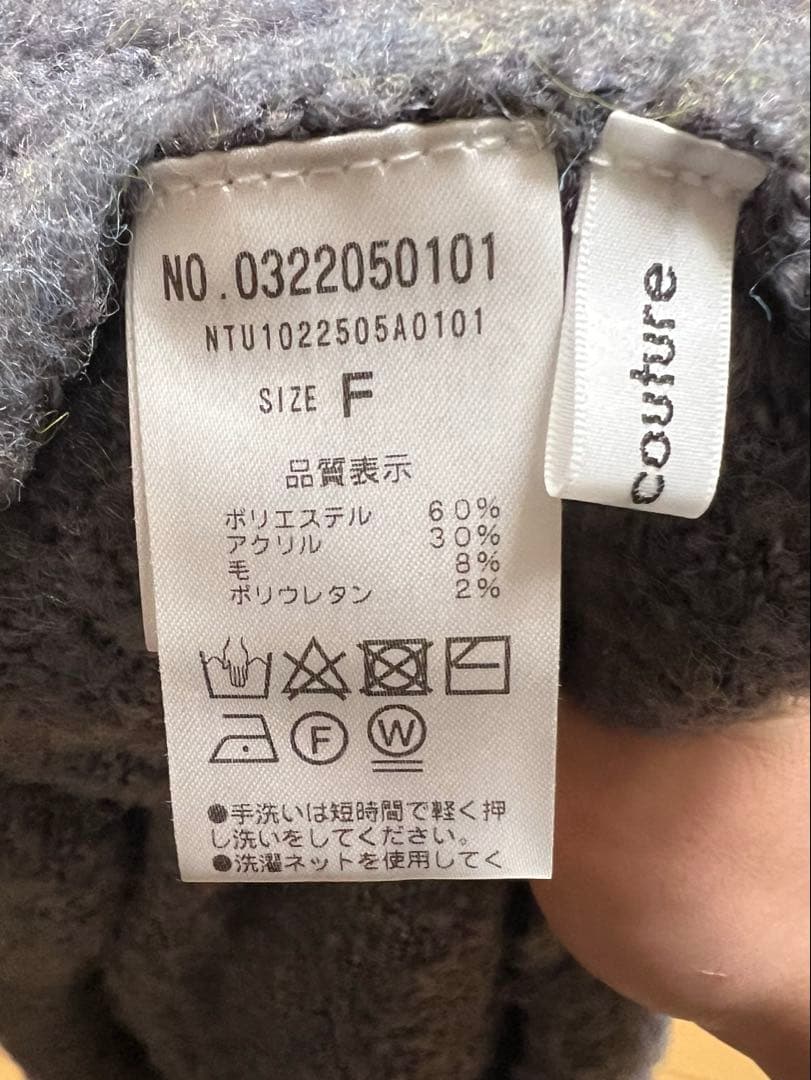 NO.0322050101
NTU1022505A0101
SIZE F
品質表示
ポリエステル 60%
アクリル 30%
毛 8%
ポリウレタン 2%
F
W
●手洗いは短時間で軽く押
し洗いをしてください。
●洗濯ネットを使用してく
couture